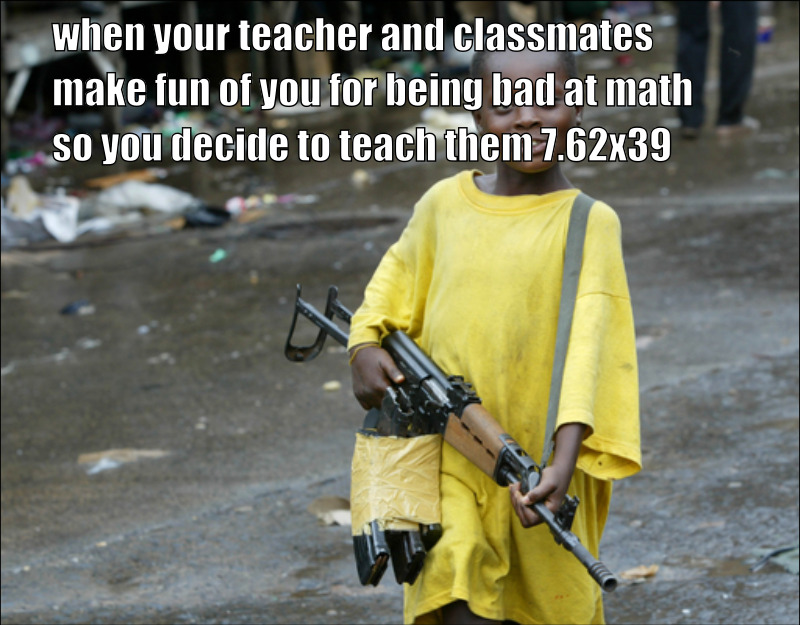 when your teacher and classmates
make fun of you for being bad at math
so you decide to teach them 7.62x39